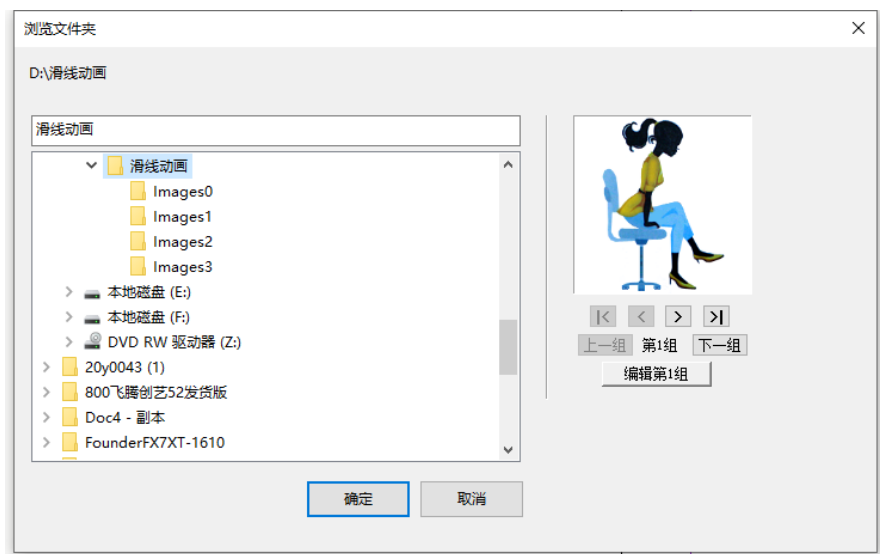 浏览文件夹
D:\滑线动画
滑线动画
滑线动画
Images0
Images1
Images2
Images3
本地磁盘 (E:)
本地磁盘 (F:)
DVD RW 驱动器 (Z:)
20y0043 (1)
800飞腾创艺52发货版
Doc4 - 副本
FounderFX7XT-1610
上一组 第1组 下一组
编辑第1组
确定 取消